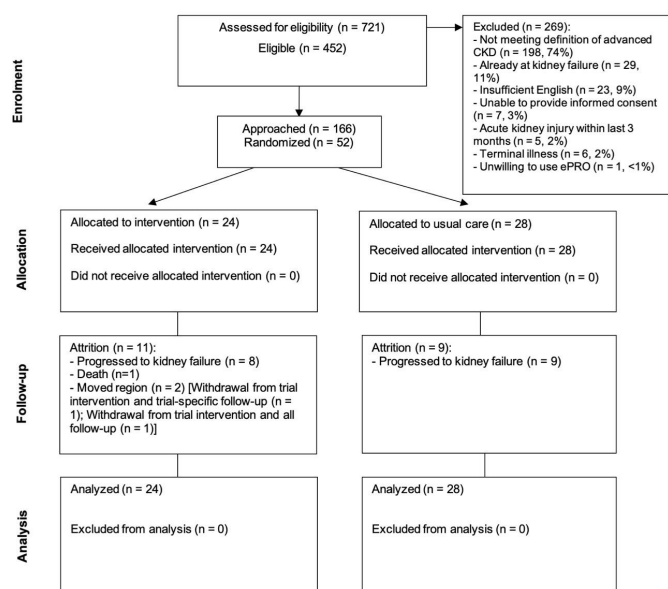 Enrolment
Assessed for eligibility (n = 721)
Eligible (n = 452)
Excluded (n = 269):
- Not meeting definition of advanced
CKD (n = 198, 74%)
- Already at kidney failure (n = 29,
11%)
- Insufficient English (n = 23, 9%)
- Unable to provide informed consent
(n = 7, 3%)
- Acute kidney injury within last 3
months (n = 5, 2%)
- Terminal illness (n = 6, 2%)
- Unwilling to use ePRO (n = 1, <1%)
Approached (n = 166)
Randomized (n = 52)
Allocation
Allocated to intervention (n = 24)
Received allocated intervention (n = 24)
Did not receive allocated intervention (n = 0)
Allocated to usual care (n = 28)
Received allocated intervention (n = 28)
Did not receive allocated intervention (n = 0)
Follow-up
Attrition (n = 11):
- Progressed to kidney failure (n = 8)
- Death (n=1)
- Moved region (n = 2) [Withdrawal from trial
intervention and trial-specific follow-up (n =
1); Withdrawal from trial intervention and all
follow-up (n = 1)]
Attrition (n = 9):
- Progressed to kidney failure (n = 9)
Analysis
Analyzed (n = 24)
Excluded from analysis (n = 0)
Analyzed (n = 28)
Excluded from analysis (n = 0)